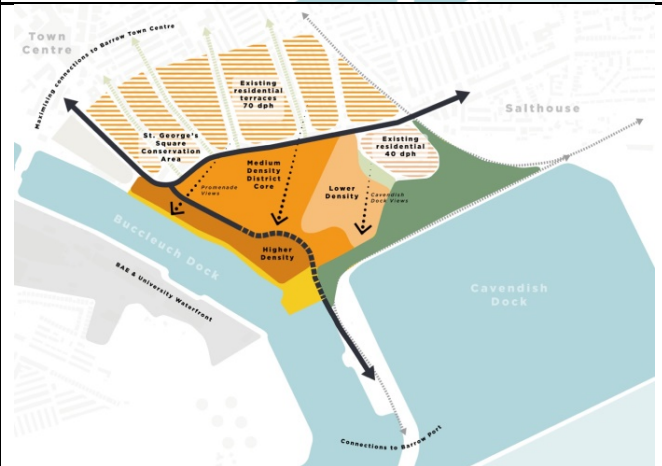 Town
Centre
Maximising connections to Barrow Town Centre
Existing
residential
terraces
70 dph
Salthouse
St. George's
Square
Conservation
Area
Existing
residential
40 dph
Medium
Density
District
Core
Promenade
Views
Lower
Density
Cavendish
Dock Views
Buccleuch Dock
Higher
Density
BAE & University Waterfront
Cavendish
Dock
Connections to Barrow Port